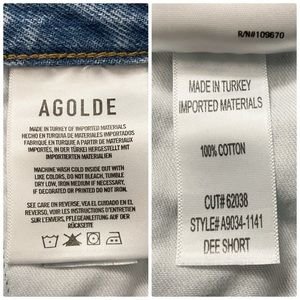 AGOLDE
MADE IN TURKEY OF IMPORTED MATERIALS
HECHO EN TURQUIA DE MATERIALES IMPORTADOS
FABRIQUE EN TURQUIE A PARTIR DE MATERIAUX
IMPORTES, IN DER TÜRKEI HERGESTELLT MIT
IMPORTIERTEN MATERIALIEN
MACHINE WASH COLD INSIDE OUT WITH
LIKE COLORS, DO NOT BLEACH, TUMBLE
DRY LOW, IRON MEDIUM IF NECESSARY,
IF DECORATED OR PRINTED DO NOT IRON.
SEE CARE ON REVERSE, VEA EL CUIDADO EN EL
REVERSO, VOIR LES INSTRUCTIONS D'ENTRETIEN
SUR L'ENVERS, PFLEGEANLEITUNG AUF DER
RÜCKSEITE
R/N#109670
MADE IN TURKEY
IMPORTED MATERIALS
100% COTTON
CUT# 62038
STYLE# A9034-1141
DEE SHORT